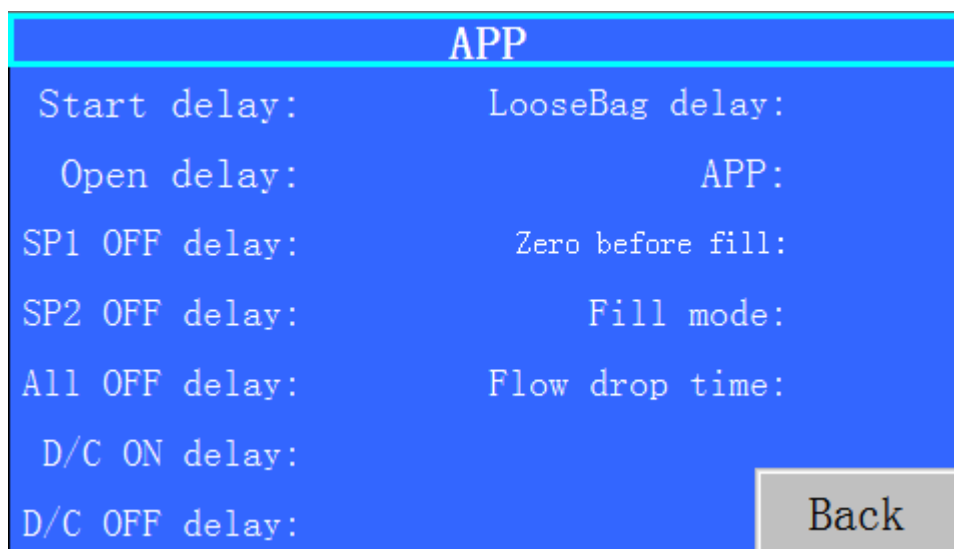 APP
Start delay:
LooseBag delay:
Open delay:
APP:
SP1 OFF delay:
Zero before fill:
SP2 OFF delay:
Fill mode:
All OFF delay:
Flow drop time:
D/C ON delay:
D/C OFF delay:
Back